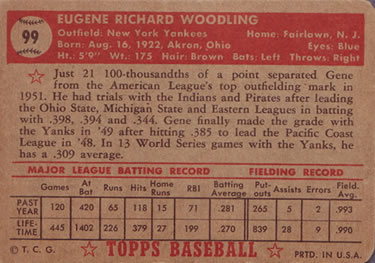 99
EUGENE RICHARD WOODLING
Outfield: New York Yankees Home: Fairlawn, N. J.
Born: Aug. 16, 1922, Akron, Ohio Eyes: Blue
Ht.: 5'9" Wt.: 175 Hair: Brown Bats: Left Throws: Right
Just 21 100-thousandths of a point separated Gene
from the American League's top outfielding mark in
1951. He had trials with the Indians and Pirates after leading
the Ohio State, Michigan State and Eastern Leagues in batting
with .398, .394 and .344. Gene finally made the grade with
the Yanks in '49 after hitting .385 to lead the Pacific Coast
League in '48. In 13 World Series games with the Yanks, he
has a .309 average.
MAJOR LEAGUE BATTING RECORD FIELDING RECORD
Games At Bat Runs Hits Home Runs RBI Batting Average Put-outs Assists Errors Field. Avg.
PAST YEAR 120 420 65 118 15 71 .281 265 5 2 .993
LIFE-TIME 445 1402 226 379 27 199 .270 839 28 9 .990
© T. C. G. TOPPS BASEBALL PRTD. IN U.S.A.